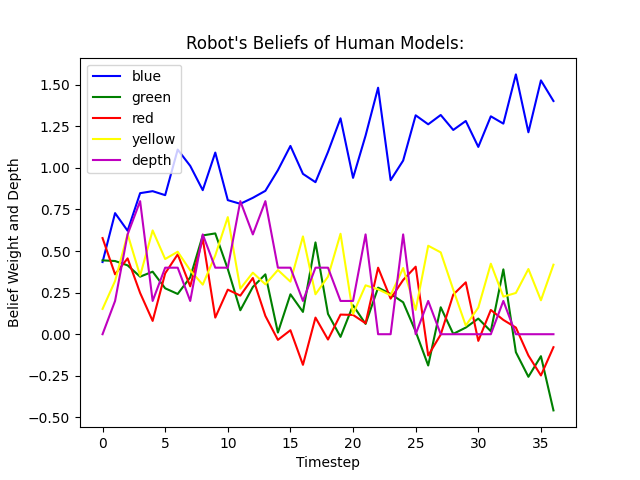 Robot's Beliefs of Human Models:
blue
green
red
yellow
depth
1.50
1.25
1.00
0.75
0.50
0.25
0.00
−0.25
−0.50
Belief Weight and Depth
0 5 10 15 20 25 30 35
Timestep